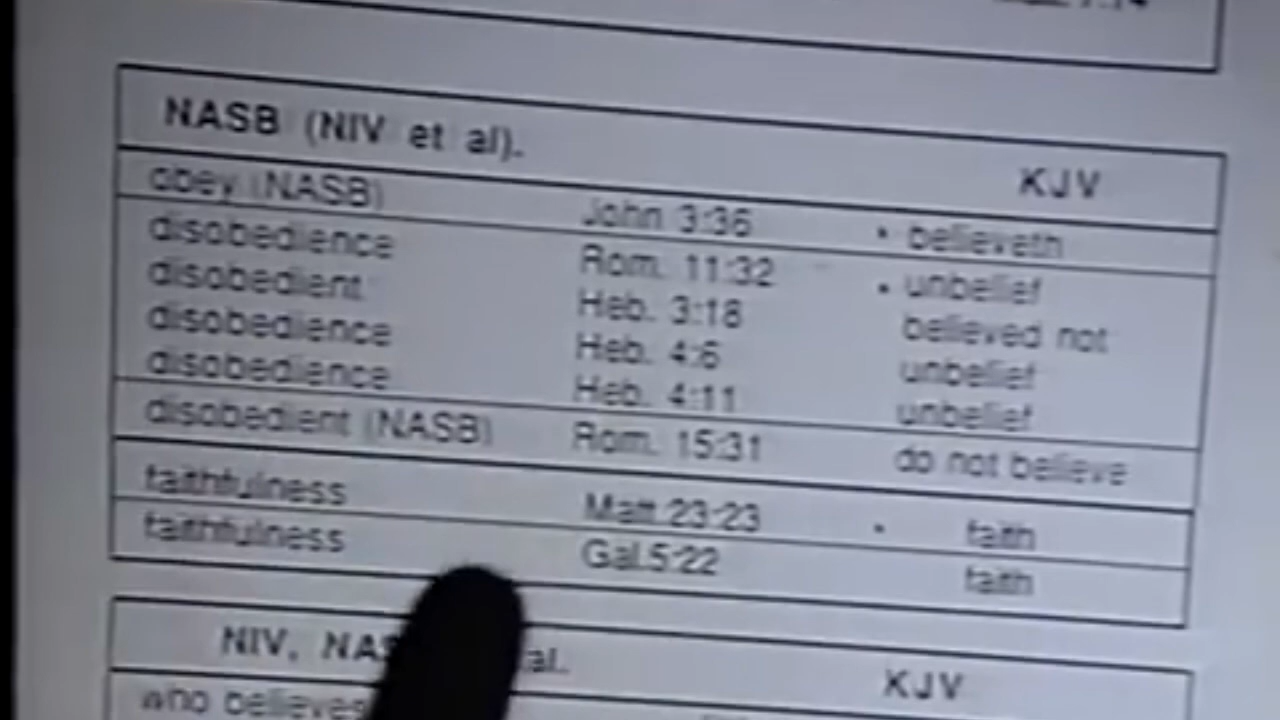 NASB (NIV et al). KJV
obey (NASB) John 3:36 • believeth
disobedience Rom. 11:32 • unbelief
disobedient Heb. 3:18 believed not
disobedience Heb. 4:6 unbelief
disobedience Heb. 4:11 unbelief
disobedient (NASB) Rom. 15:31 do not believe
faithfulness Matt 23:23 • faith
faithfulness Gal.5:22 faith
NIV, al. KJV
who believes